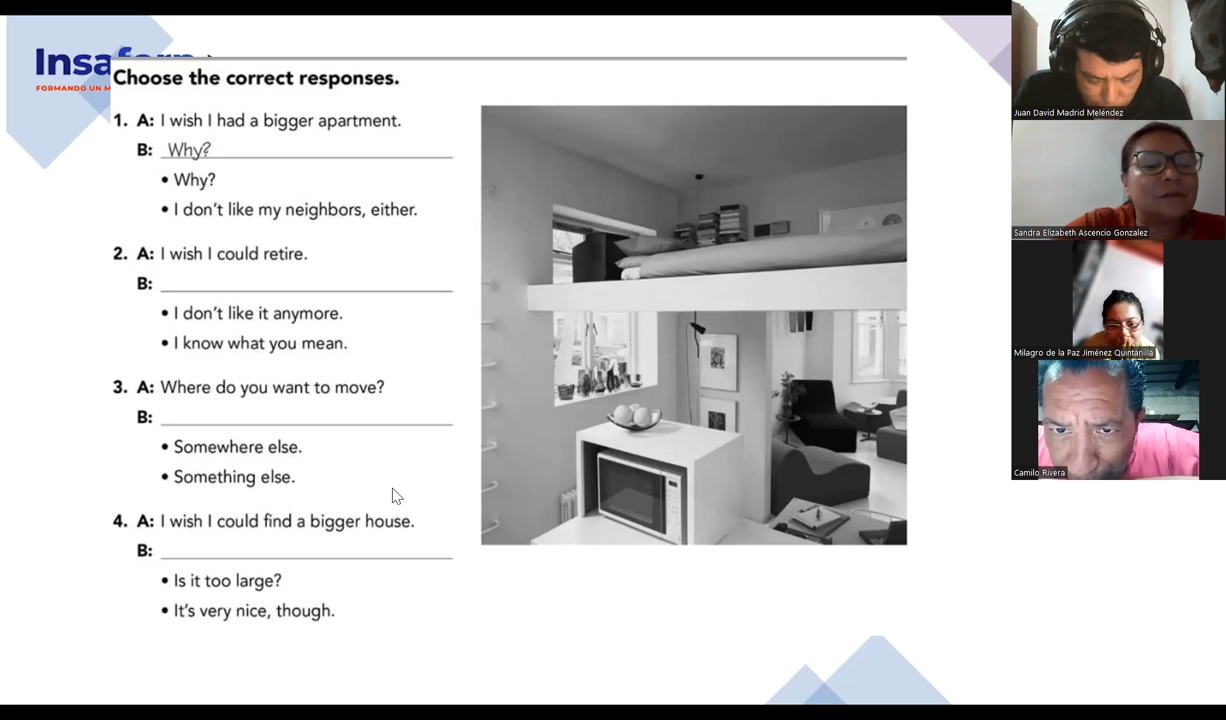 Insaforp
FORMANDO UN M
Choose the correct responses.
1. A: I wish I had a bigger apartment.
B: Why?
• Why?
• I don't like my neighbors, either.
2. A: I wish I could retire.
B:
• I don't like it anymore.
• I know what you mean.
3. A: Where do you want to move?
B:
• Somewhere else.
• Something else.
4. A: I wish I could find a bigger house.
B:
• Is it too large?
• It's very nice, though.
Juan David Madrid Meléndez
Sandra Elizabeth Ascencio Gonzalez
Milagro de la Paz Jiménez Quintanilla
Camilo Rivera